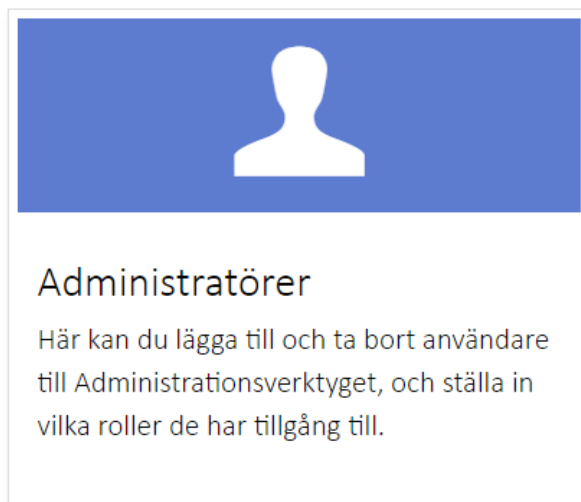 Administratörer
Här kan du lägga till och ta bort användare
till Administrationsverktyget, och ställa in
vilka roller de har tillgång till.